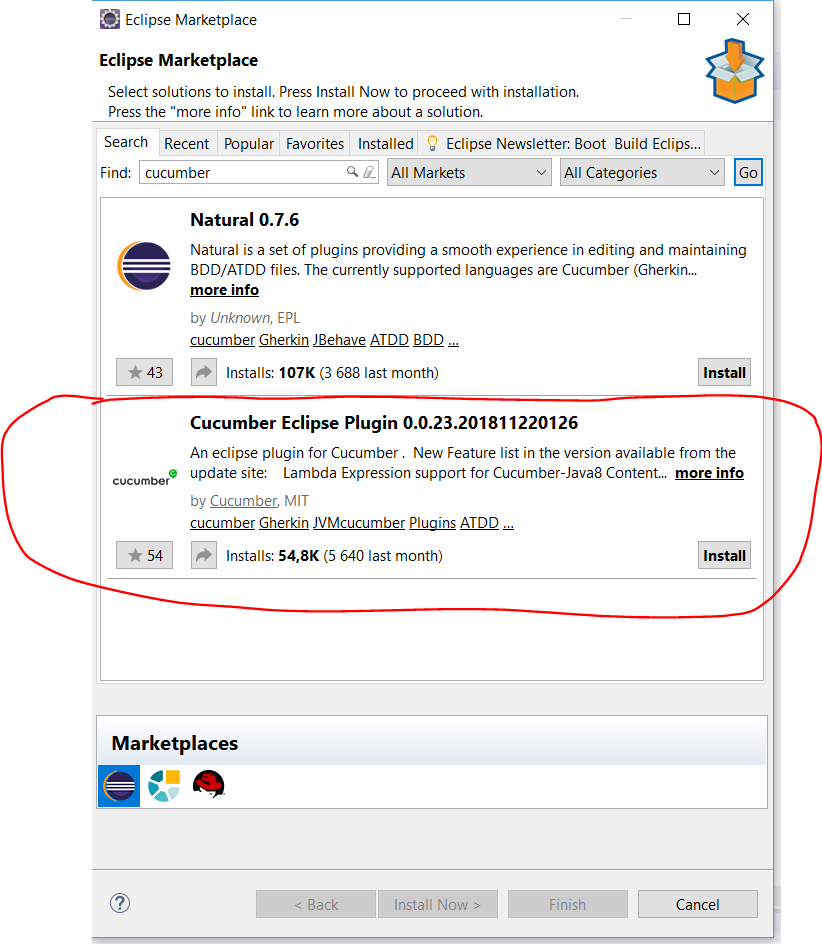 Eclipse Marketplace
Eclipse Marketplace
Select solutions to install. Press Install Now to proceed with installation.
Press the "more info" link to learn more about a solution.
Search Recent Popular Favorites Installed Eclipse Newsletter: Boot Build Eclips...
Find: cucumber All Markets All Categories Go
Natural 0.7.6
Natural is a set of plugins providing a smooth experience in editing and maintaining
BDD/ATDD files. The currently supported languages are Cucumber (Gherkin...
more info
by Unknown, EPL
cucumber Gherkin JBehave ATDD BDD ...
43 Installs: 107K (3 688 last month) Install
Cucumber Eclipse Plugin 0.0.23.201811220126
An eclipse plugin for Cucumber . New Feature list in the version available from the
update site: Lambda Expression support for Cucumber-Java8 Content... more info
cucumber
by Cucumber, MIT
cucumber Gherkin JVMcucumber Plugins ATDD ...
54 Installs: 54,8K (5 640 last month) Install
Marketplaces
? < Back Install Now > Finish Cancel